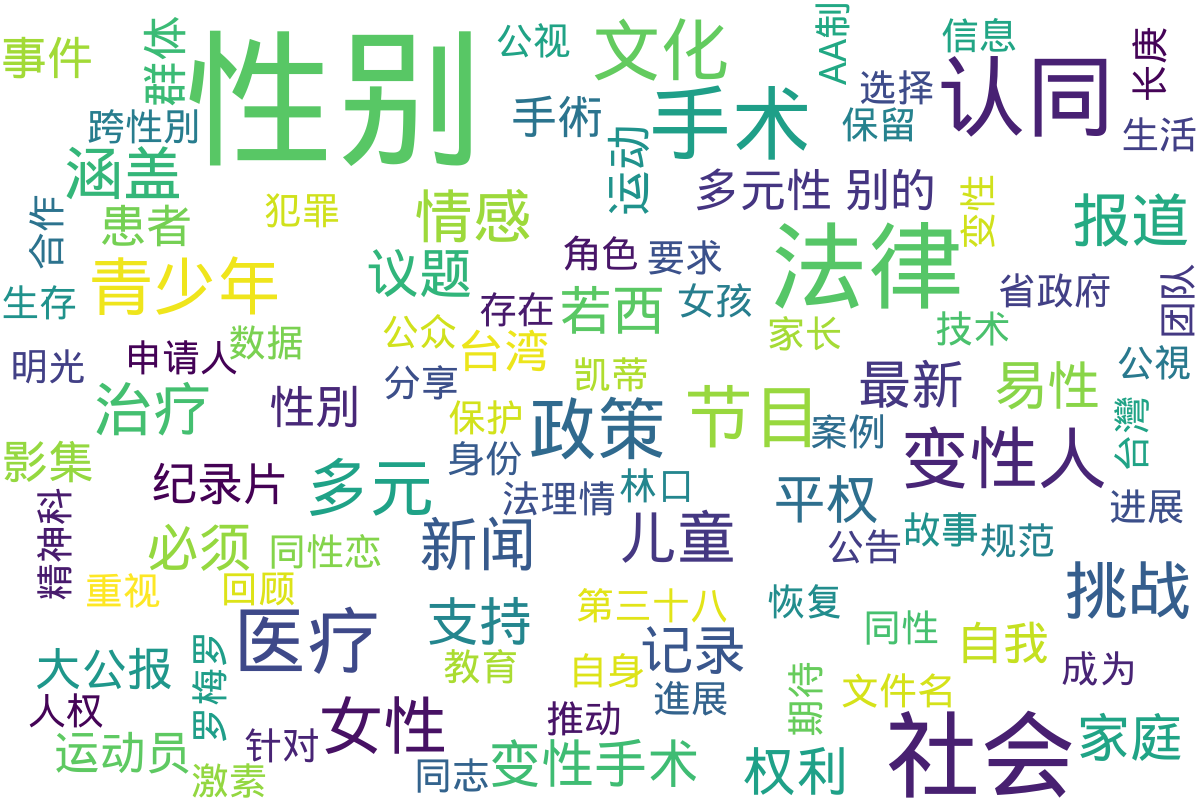 事件
群体
性别
公视
文化
AA制
信息
长庚
认同
选择
手术
手術
保留
生活
跨性別
涵盖
运动
多元性 别的
变性
报道
合作
患者
犯罪
情感
角色
要求
法律
省政府
团队
青少年
议题
存在
若西
女孩
生存
家长
技术
公視
数据
公众
台湾
明光
申请人
凯蒂
分享
最新
易性
治疗
性別
保护
政策
节目
案例
台灣
变性人
影集
纪录片
多元
身份
法理情
林口
平权
进展
精神科
必须
同性恋
新闻
儿童
公告
故事
规范
重视
回顾
第三十八
恢复
挑战
医疗
支持
同性
自我
大公报
罗梅罗
教育
自身
记录
成为
人权
女性
進展
期待
文件名
推动
社会
家庭
运动员
针对
变性手术
权利
激素
同志